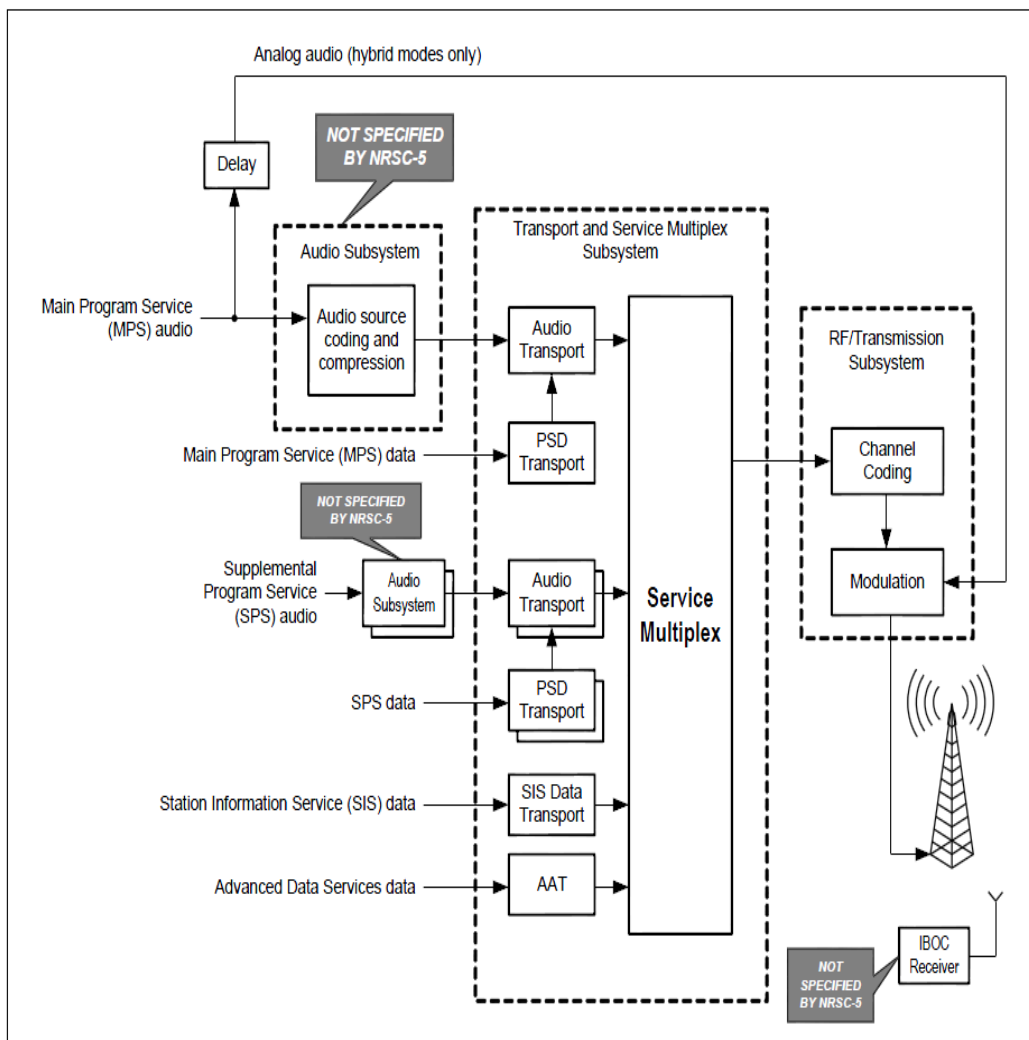 Analog audio (hybrid modes only)
NOT SPECIFIED
BY NRSC-5
Delay
Audio Subsystem
Transport and Service Multiplex
Subsystem
Main Program Service
(MPS) audio
Audio source
coding and
compression
Audio
Transport
RF/Transmission
Subsystem
Main Program Service (MPS) data
PSD
Transport
Channel
Coding
NOT SPECIFIED
BY NRSC-5
Supplemental
Program Service
(SPS) audio
Audio
Subsystem
Audio
Transport
Service
Multiplex
Modulation
SPS data
PSD
Transport
Station Information Service (SIS) data
SIS Data
Transport
Advanced Data Services data
AAT
IBOC
Receiver
NOT
SPECIFIED
BY NRSC-5